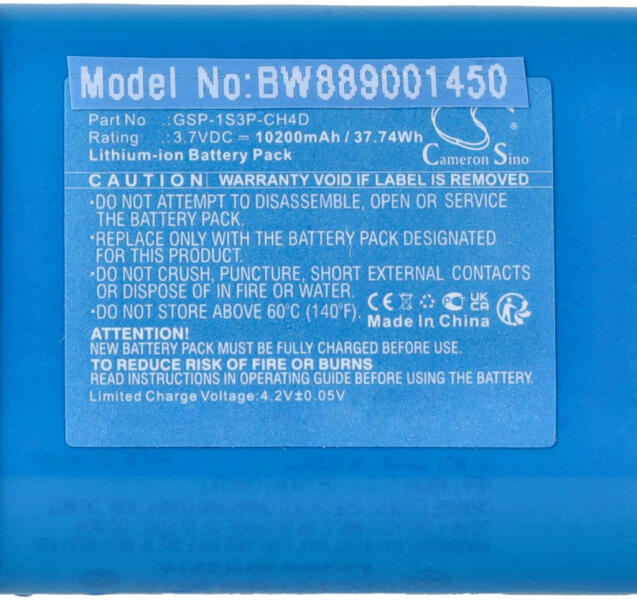 Model No:BW889001450
Part No .: GSP-1S3P-CH4D
Rating .: 3.7VDC ⎓ 10200mAh / 37.74Wh
Lithium-ion Battery Pack
Cameron Sino
®
CAUTION WARRANTY VOID IF LABEL IS REMOVED
•DO NOT ATTEMPT TO DISASSEMBLE, OPEN OR SERVICE
THE BATTERY PACK.
•REPLACE ONLY WITH THE BATTERY PACK DESIGNATED
FOR THIS PRODUCT.
•DO NOT CRUSH, PUNCTURE, SHORT EXTERNAL CONTACTS
OR DISPOSE OF IN FIRE OR WATER.
•DO NOT STORE ABOVE 60°C (140°F).
CE UK CA
Made In China
ATTENTION!
NEW BATTERY PACK MUST BE FULLY CHARGED BEFORE USE.
TO REDUCE RISK OF FIRE OR BURNS
READ INSTRUCTIONS IN OPERATING GUIDE BEFORE USING THE BATTERY.
Limited Charge Voltage:4.2V±0.05V